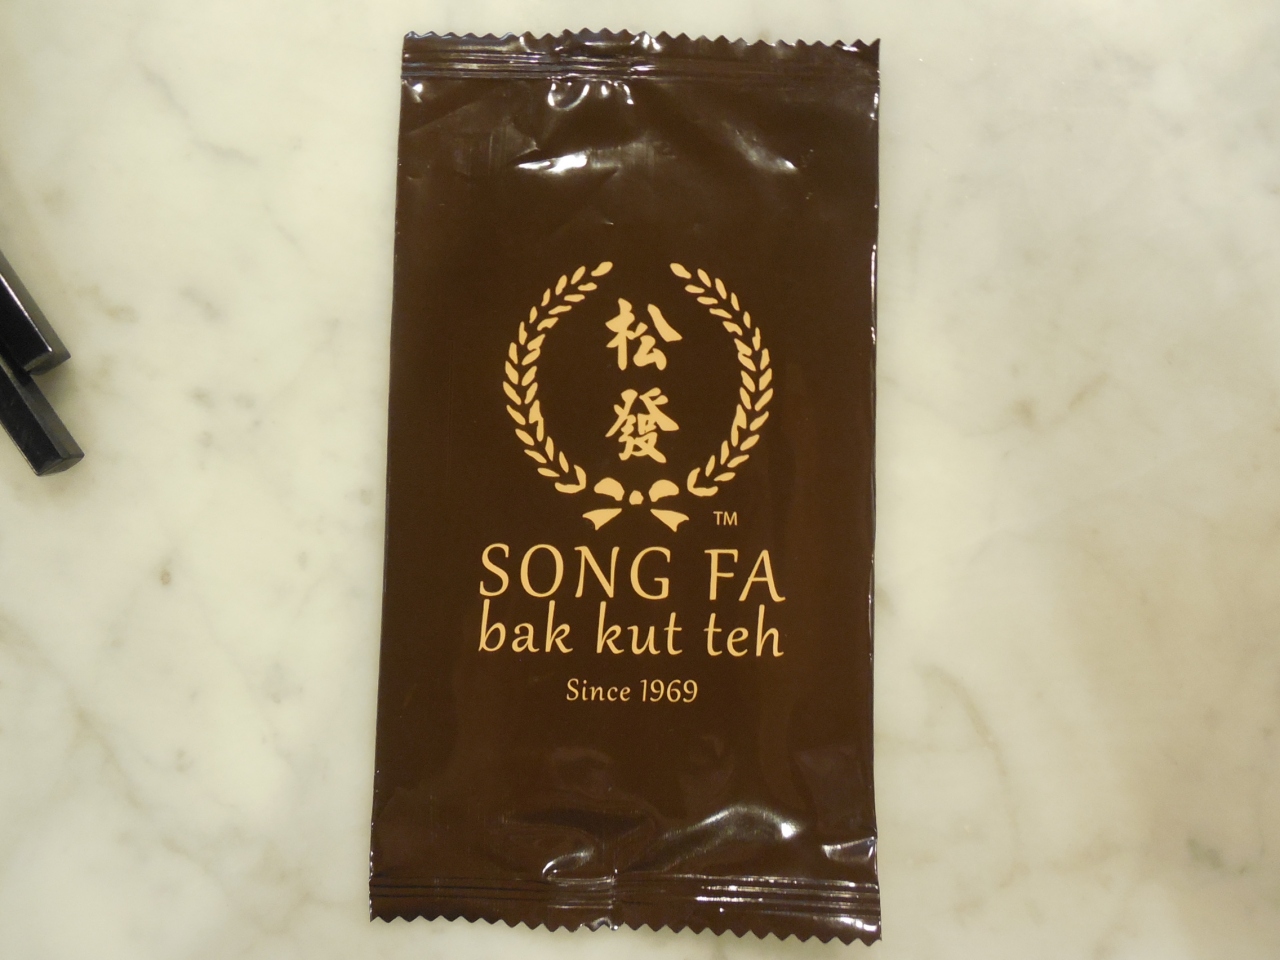 松
發
TM
SONG FA
bak kut teh
Since 1969